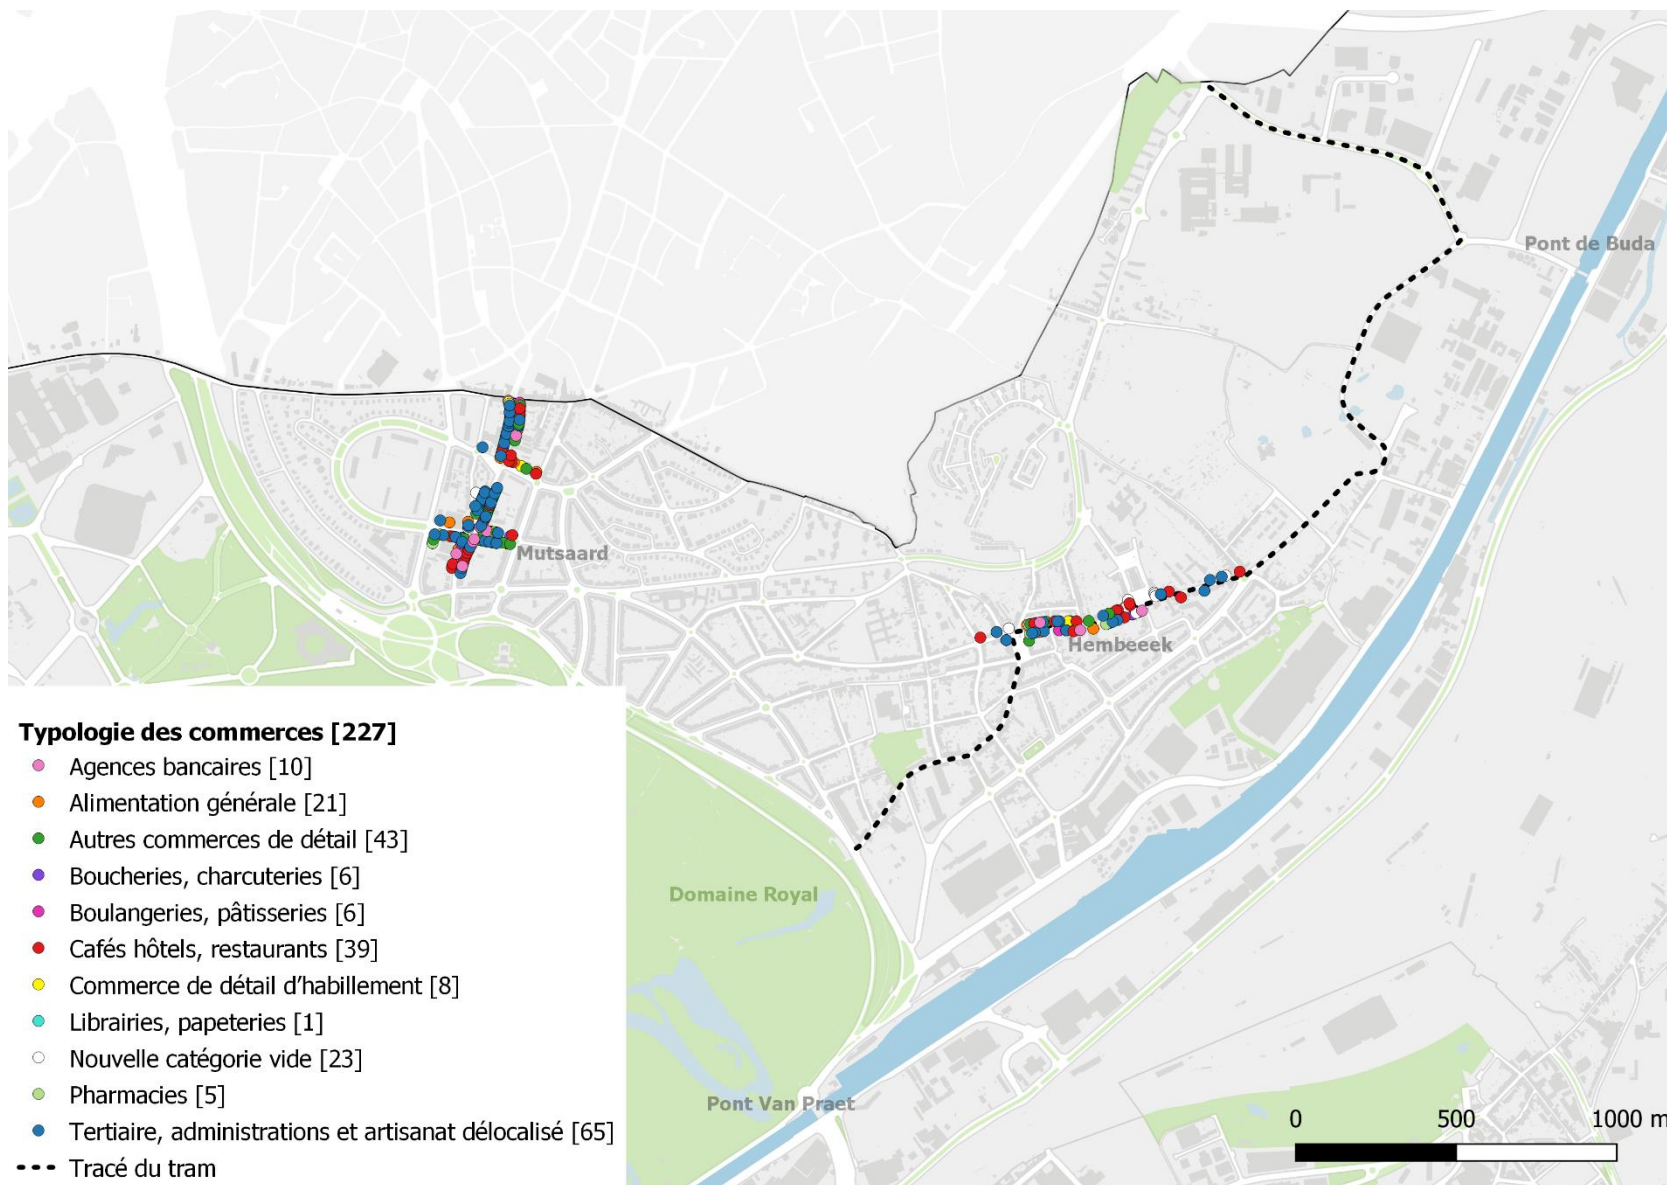 Pont de Buda
Mutsaard
Hembeeek
Typologie des commerces [227]
Agences bancaires [10]
Alimentation générale [21]
Autres commerces de détail [43]
Boucheries, charcuteries [6]
Boulangeries, pâtisseries [6]
Cafés hôtels, restaurants [39]
Commerce de détail d’habillement [8]
Librairies, papeteries [1]
Nouvelle catégorie vide [23]
Pharmacies [5]
Tertiaire, administrations et artisanat délocalisé [65]
Tracé du tram
Domaine Royal
Pont Van Praet
0 500 1000 m